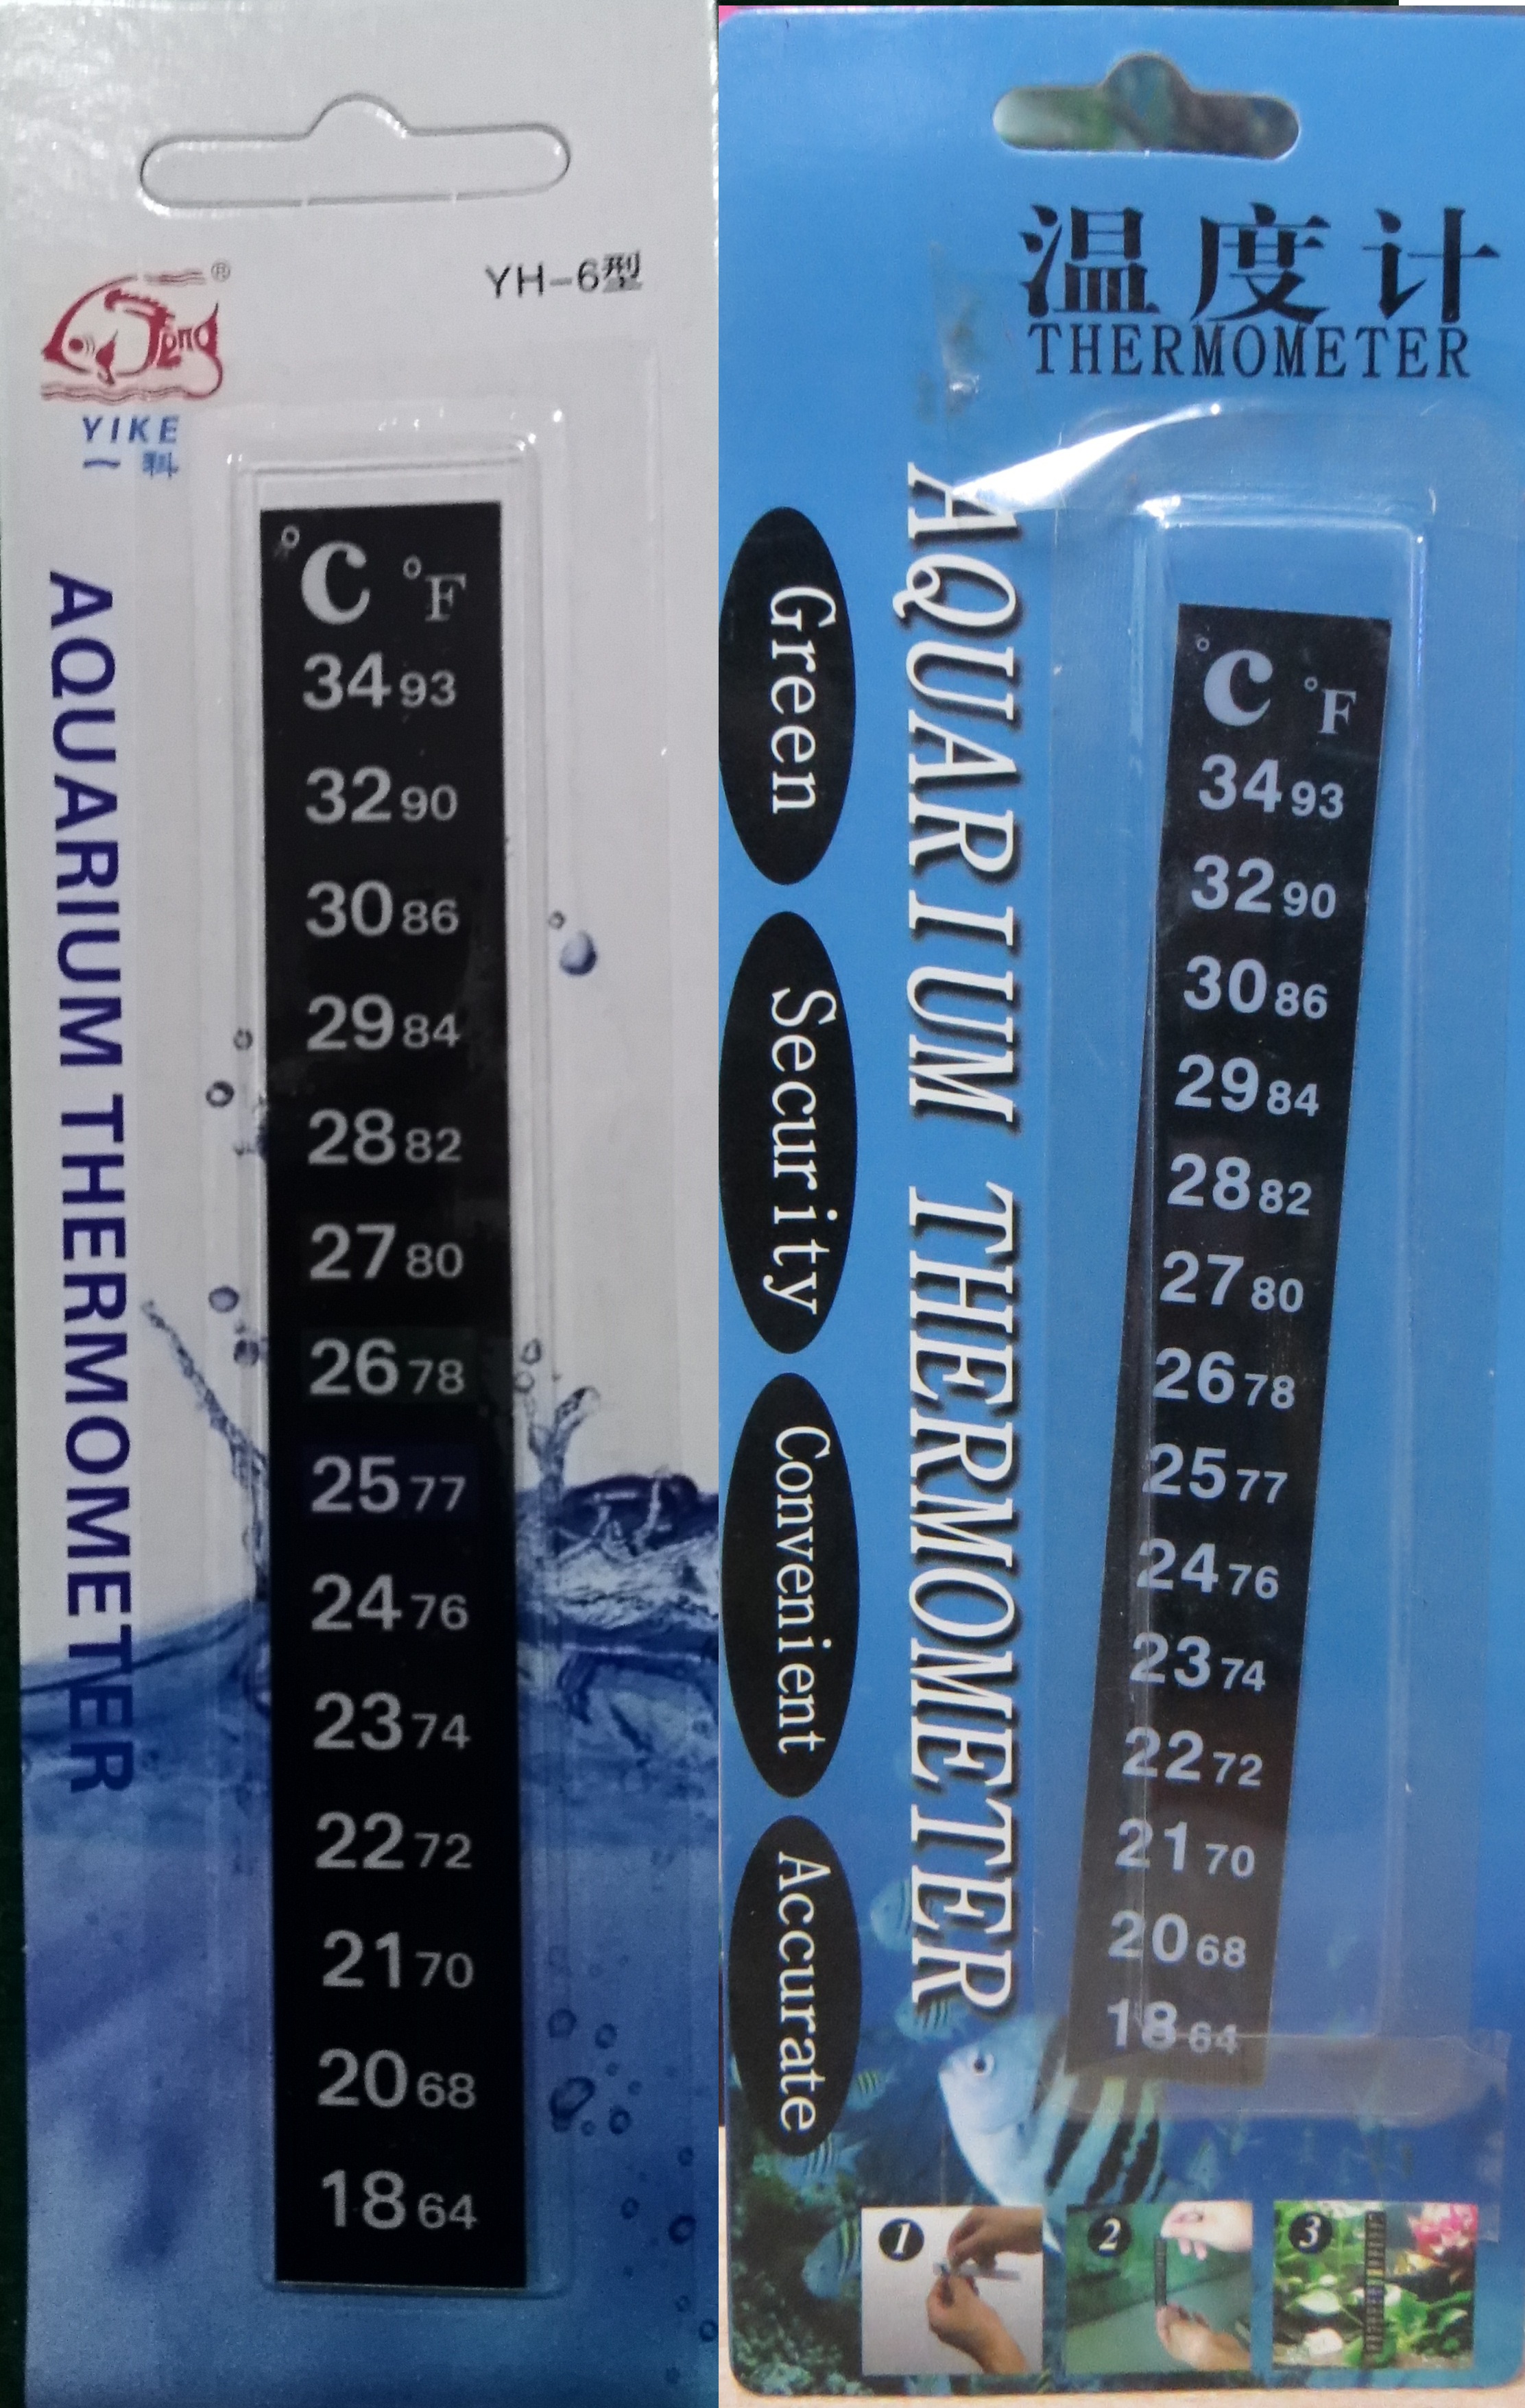 YH-6型
Jeng
®
YIKE
一科
AQUARIUM THERMOMETER
°C °F
34 93
32 90
30 86
29 84
28 82
27 80
26 78
25 77
24 76
23 74
22 72
21 70
20 68
18 64
温度计
THERMOMETER
AQUARIUM THERMOMETER
Green
Security
Convenient
Accurate
°C °F
34 93
32 90
30 86
29 84
28 82
27 80
26 78
25 77
24 76
23 74
22 72
21 70
20 68
18 64
1
2
3